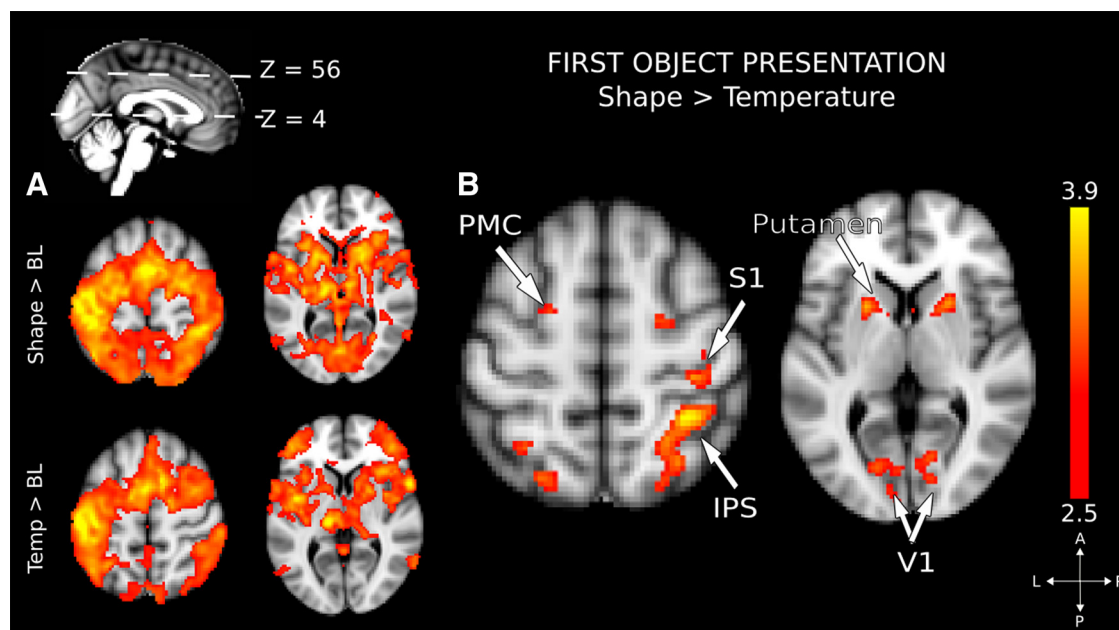 Z = 56
Z = 4
FIRST OBJECT PRESENTATION
Shape > Temperature
A
B
Shape > BL
Temp > BL
PMC
S1
IPS
Putamen
V1
3.9
2.5
A
L
P